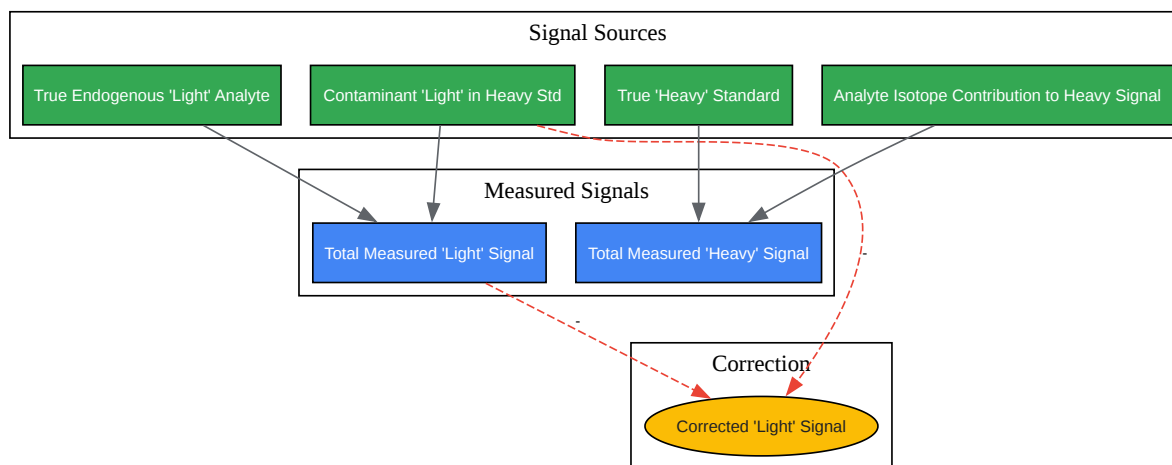 Signal Sources
True Endogenous 'Light' Analyte
Contaminant 'Light' in Heavy Std
True 'Heavy' Standard
Analyte Isotope Contribution to Heavy Signal
Measured Signals
Total Measured 'Light' Signal
Total Measured 'Heavy' Signal
-
-
Correction
Corrected 'Light' Signal